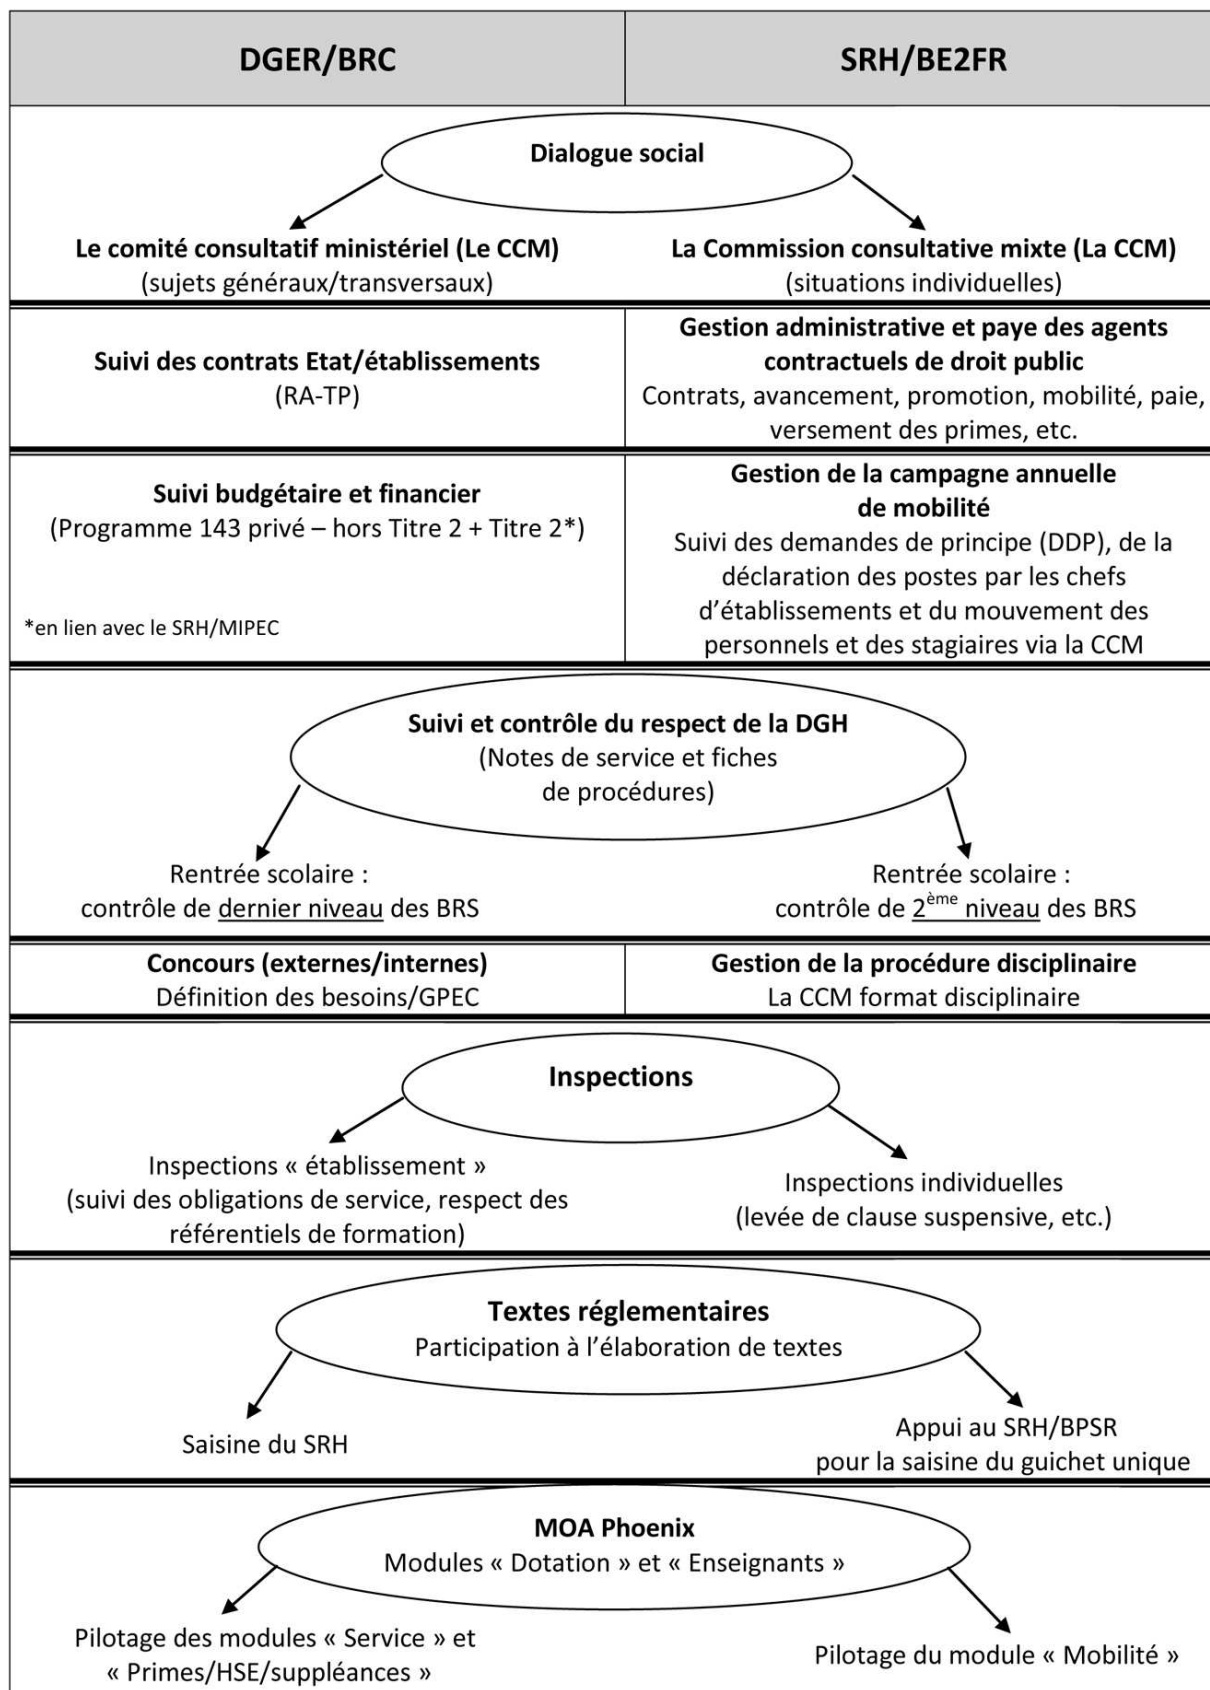 DGER/BRC
SRH/BE2FR
Dialogue social
Le comité consultatif ministériel (Le CCM)
(sujets généraux/transversaux)
La Commission consultative mixte (La CCM)
(situations individuelles)
Suivi des contrats Etat/établissements
(RA-TP)
Gestion administrative et paye des agents
contractuels de droit public
Contrats, avancement, promotion, mobilité, paie,
versement des primes, etc.
Suivi budgétaire et financier
(Programme 143 privé – hors Titre 2 + Titre 2*)
*en lien avec le SRH/MIPEC
Gestion de la campagne annuelle
de mobilité
Suivi des demandes de principe (DDP), de la
déclaration des postes par les chefs
d’établissements et du mouvement des
personnels et des stagiaires via la CCM
Suivi et contrôle du respect de la DGH
(Notes de service et fiches
de procédures)
Rentrée scolaire :
contrôle de dernier niveau des BRS
Rentrée scolaire :
contrôle de 2ème niveau des BRS
Concours (externes/internes)
Définition des besoins/GPEC
Gestion de la procédure disciplinaire
La CCM format disciplinaire
Inspections
Inspections « établissement »
(suivi des obligations de service, respect des
référentiels de formation)
Inspections individuelles
(levée de clause suspensive, etc.)
Textes réglementaires
Participation à l’élaboration de textes
Saisine du SRH
Appui au SRH/BPSR
pour la saisine du guichet unique
MOA Phoenix
Modules « Dotation » et « Enseignants »
Pilotage des modules « Service » et
« Primes/HSE/suppléances »
Pilotage du module « Mobilité »